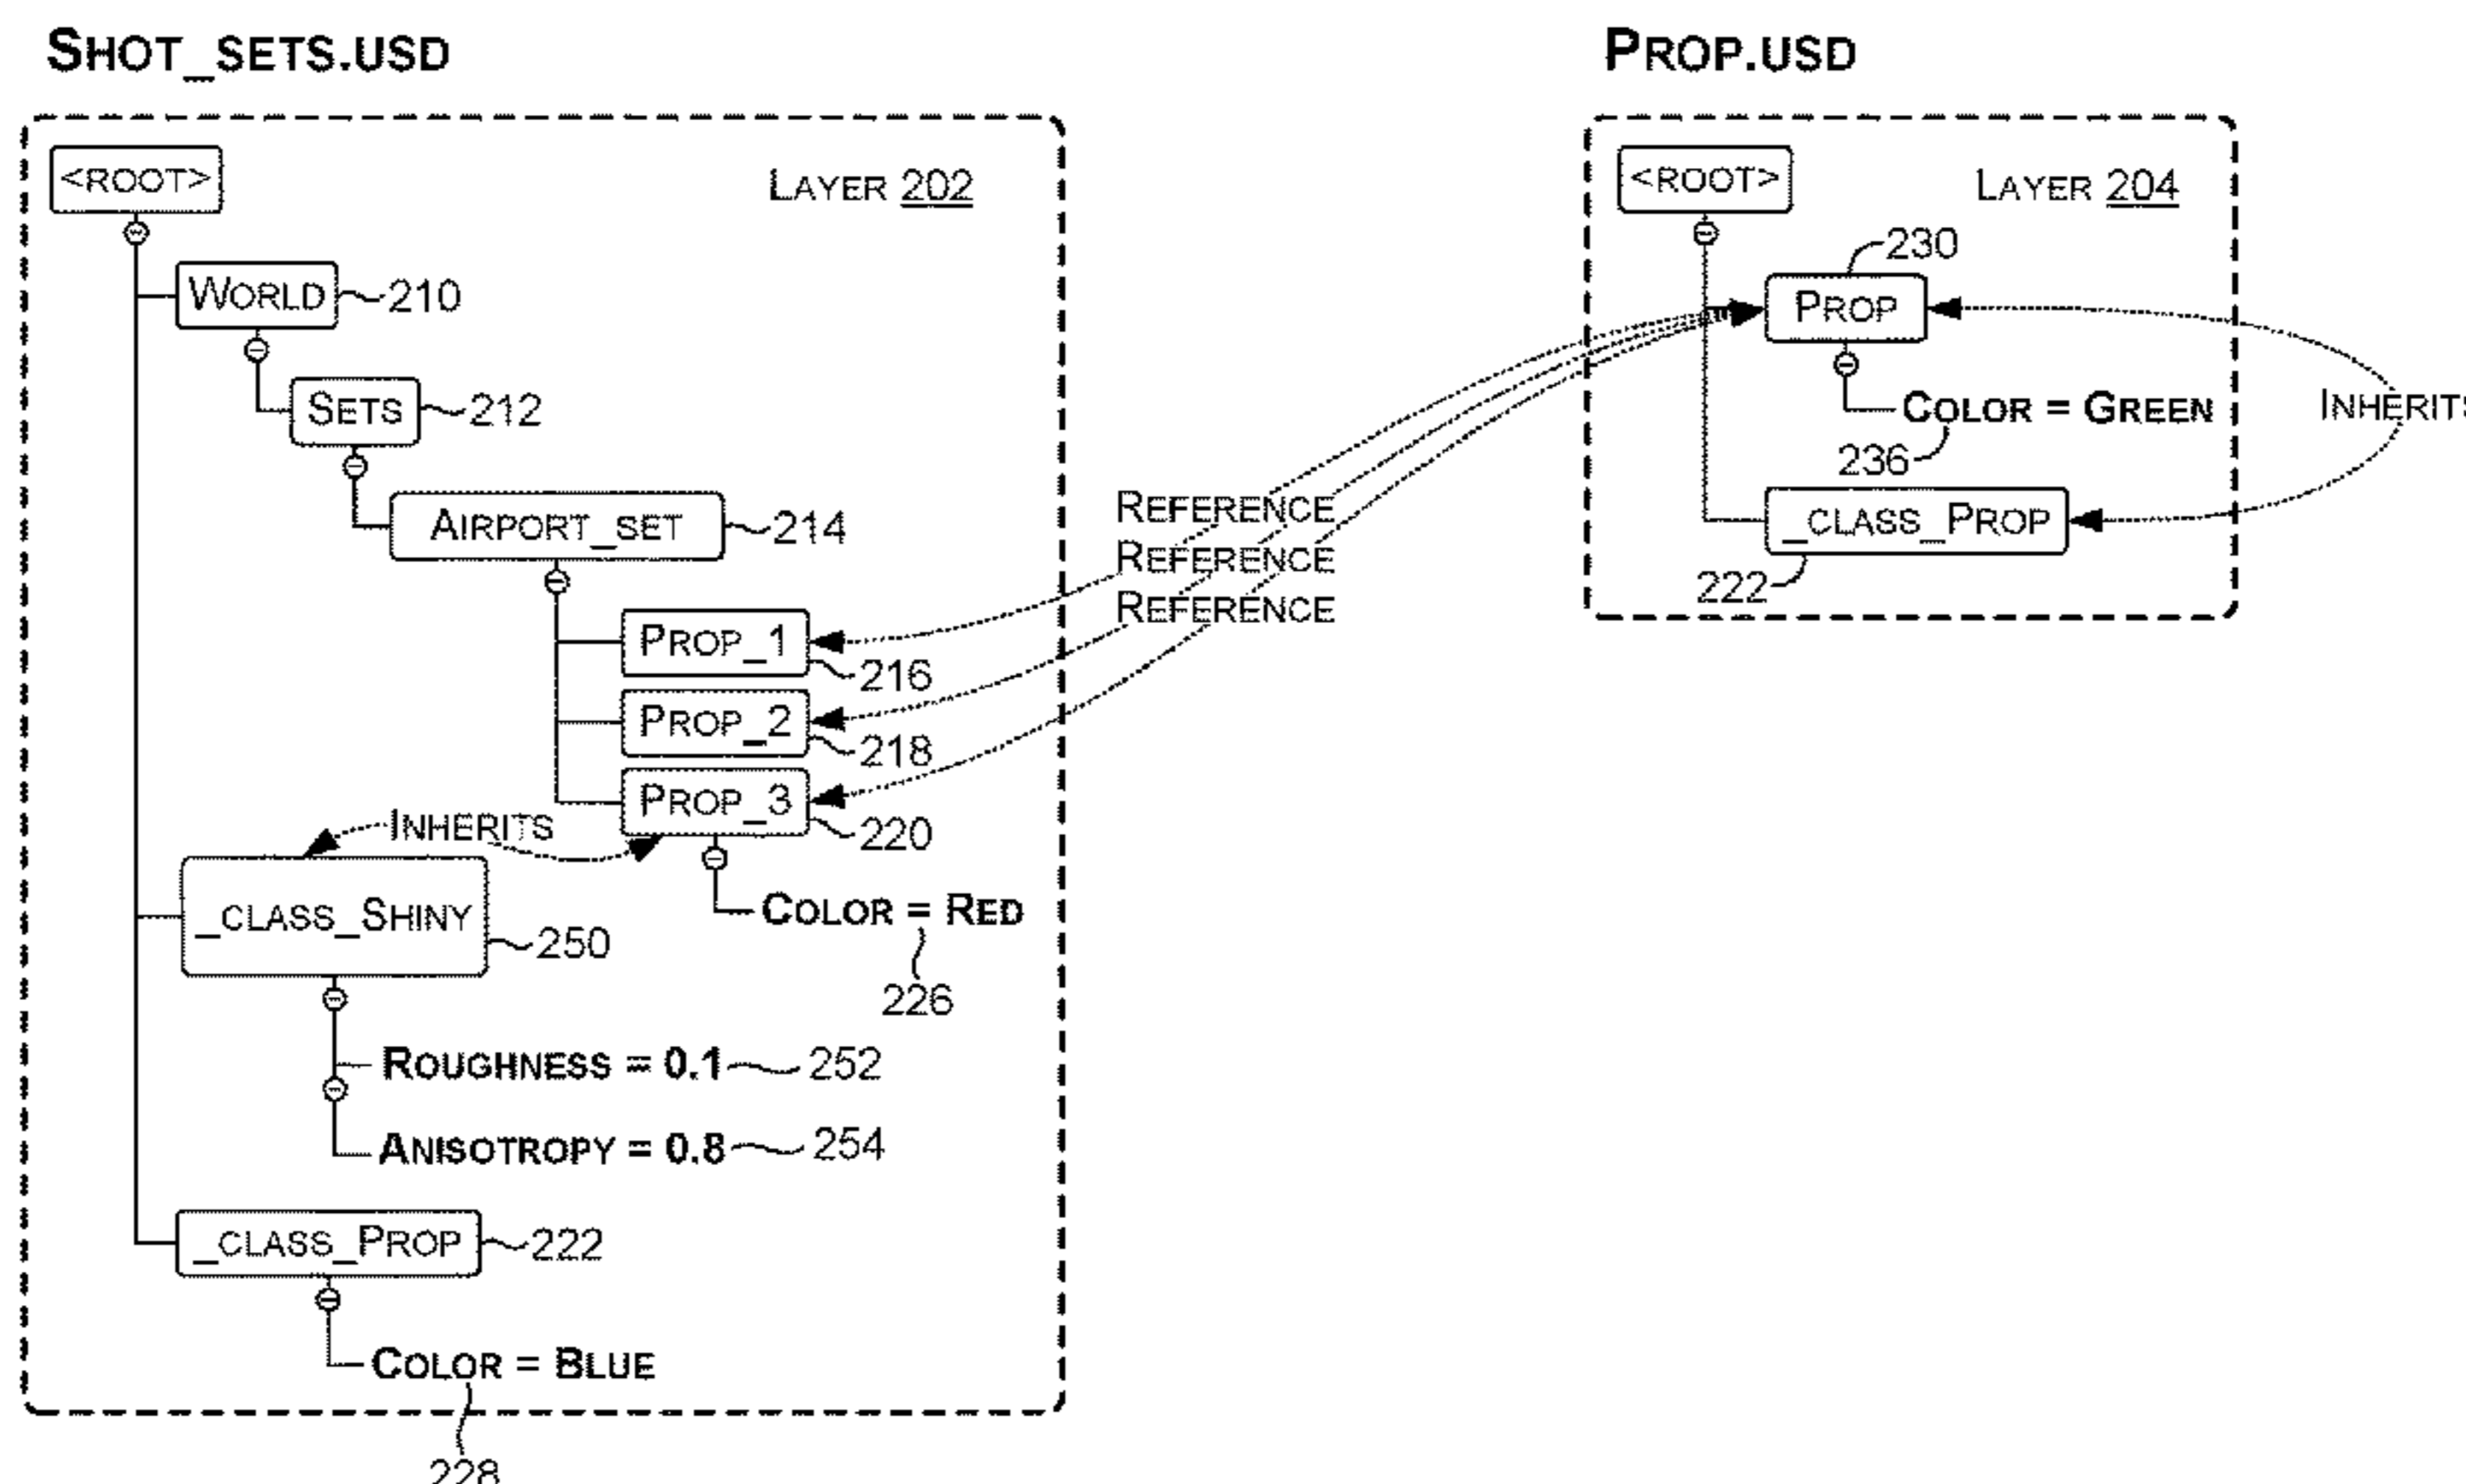 SHOT_SETS.USD
<ROOT>
LAYER 202
WORLD 210
SETS 212
AIRPORT_SET 214
PROP_1
216
PROP_2
218
PROP_3
220
INHERITS
COLOR = RED
226
_CLASS_SHINY
250
ROUGHNESS = 0.1 252
ANISOTROPY = 0.8 254
_CLASS_PROP 222
COLOR = BLUE
228
REFERENCE
REFERENCE
REFERENCE
PROP.USD
<ROOT>
LAYER 204
230
PROP
COLOR = GREEN
236
INHERITS
_CLASS_PROP
222